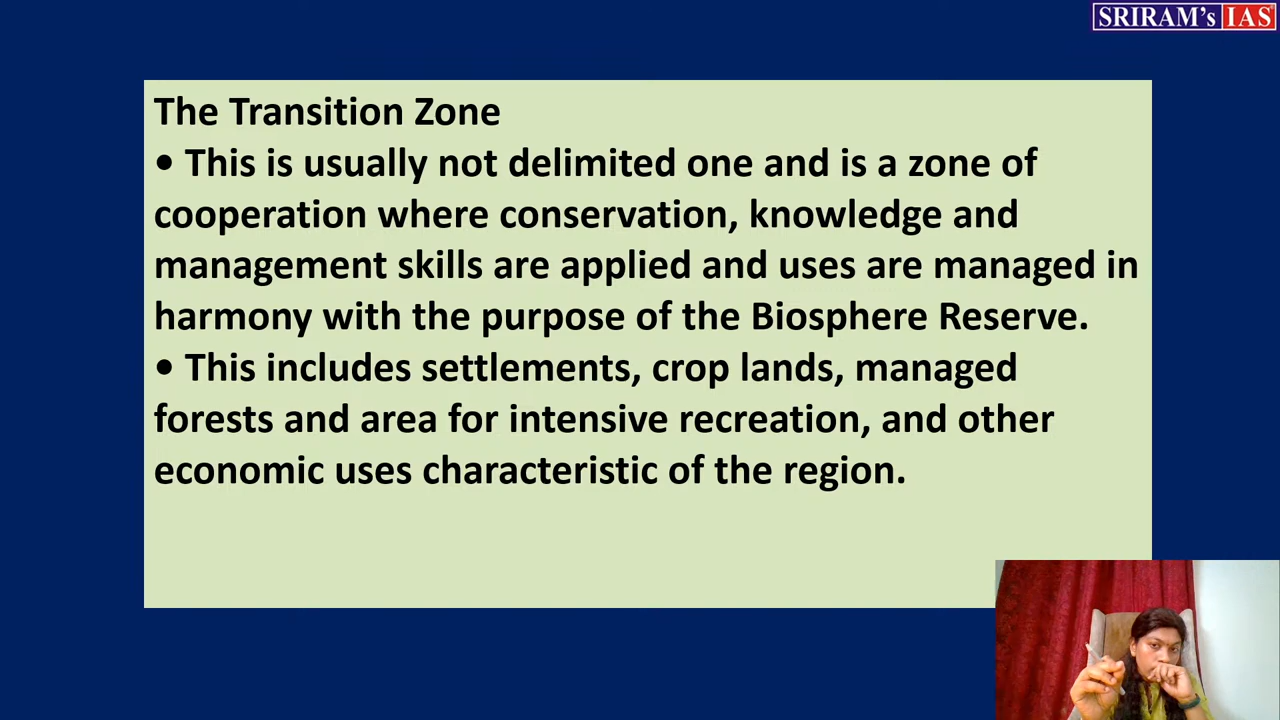 SRIRAM's IAS
The Transition Zone
• This is usually not delimited one and is a zone of
cooperation where conservation, knowledge and
management skills are applied and uses are managed in
harmony with the purpose of the Biosphere Reserve.
• This includes settlements, crop lands, managed
forests and area for intensive recreation, and other
economic uses characteristic of the region.